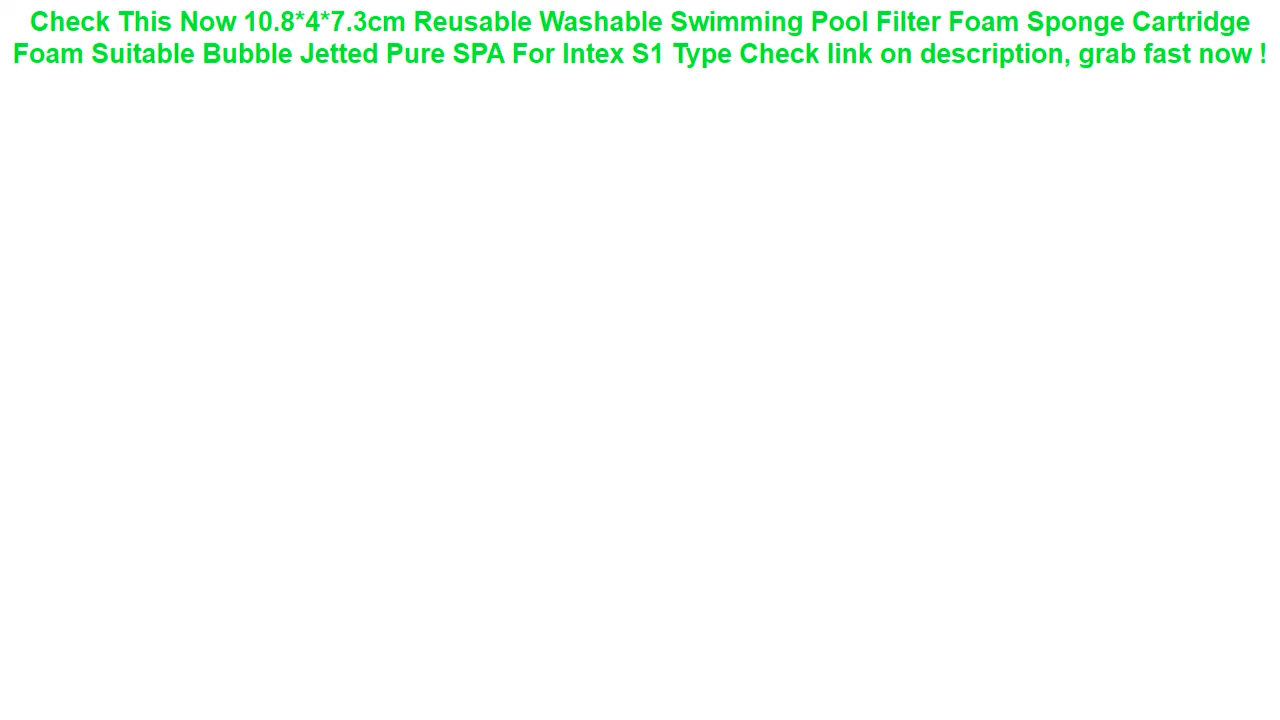 Check This Now 10.8*4*7.3cm Reusable Washable Swimming Pool Filter Foam Sponge Cartridge
Foam Suitable Bubble Jetted Pure SPA For Intex S1 Type Check link on description, grab fast now !